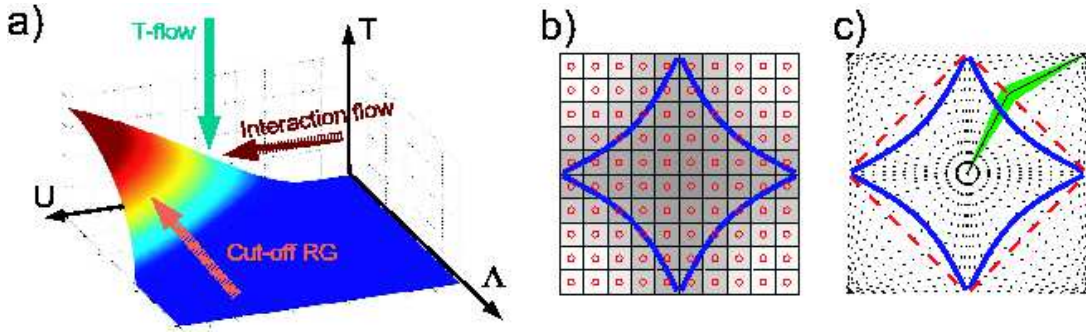 a)
T-flow
T
Interaction flow
U
Cut-off RG
Λ
b)
c)